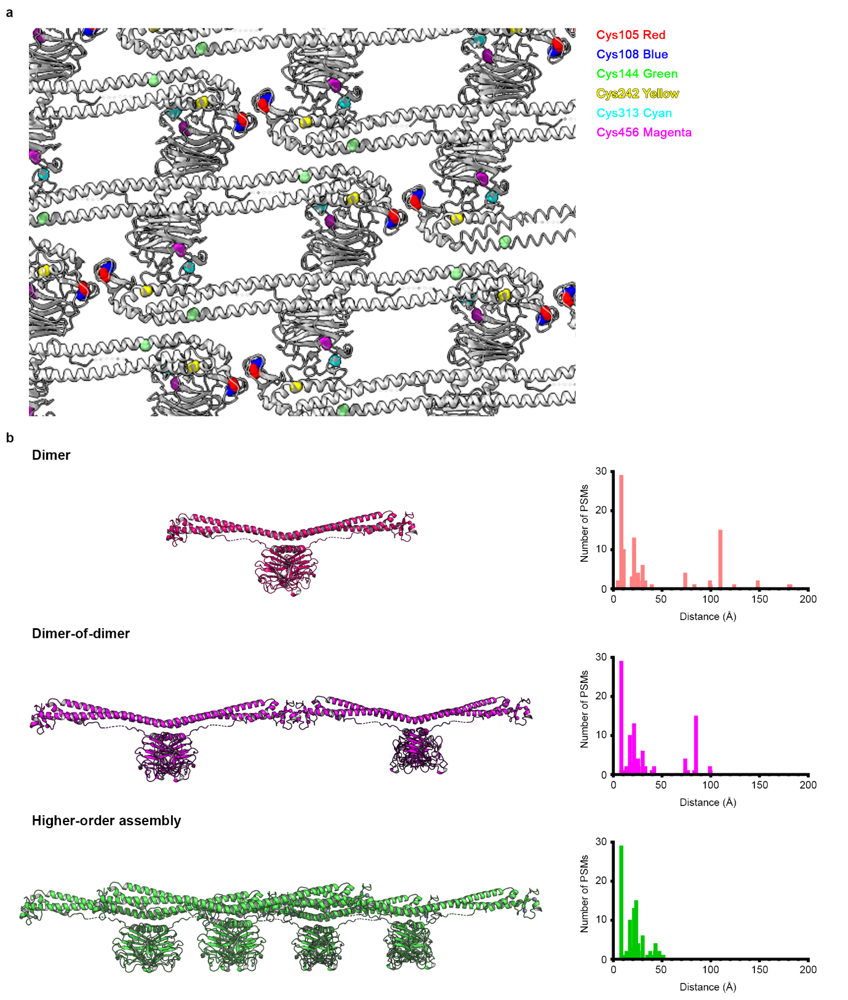 a
Cys105 Red
Cys108 Blue
Cys144 Green
Cys242 Yellow
Cys313 Cyan
Cys456 Magenta
b
Dimer
30
20
10
0
Number of PSMs
0 50 100 150 200
Distance (Å)
Dimer-of-dimer
30
20
10
0
Number of PSMs
0 50 100 150 200
Distance (Å)
Higher-order assembly
30
20
10
0
Number of PSMs
0 50 100 150 200
Distance (Å)